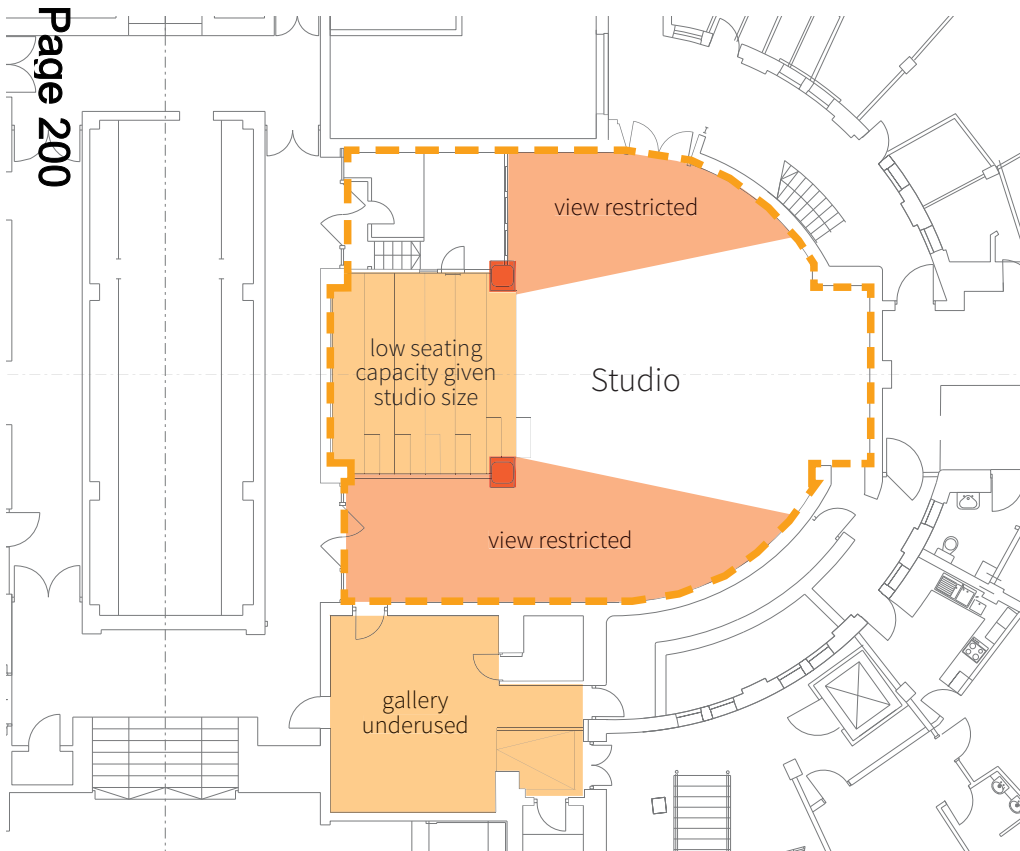 Page 200
view restricted
low seating
capacity given
studio size
Studio
view restricted
gallery
underused